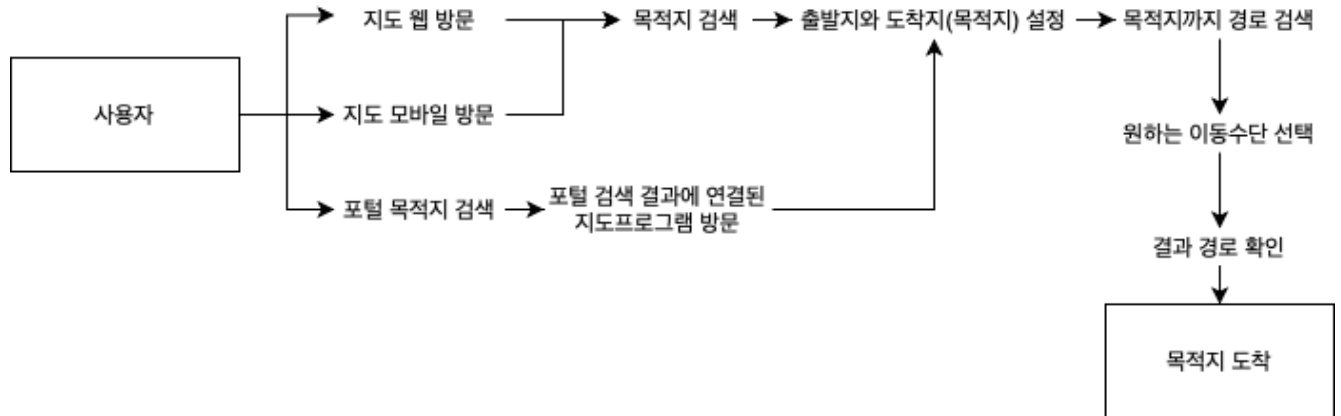 지도 웹 방문
목적지 검색
출발지와 도착지(목적지) 설정
목적지까지 경로 검색
사용자
지도 모바일 방문
원하는 이동수단 선택
포털 목적지 검색
포털 검색 결과에 연결된
지도프로그램 방문
결과 경로 확인
목적지 도착